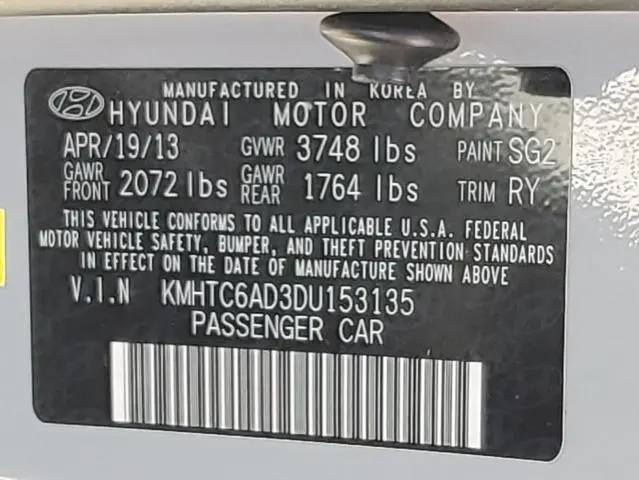 MANUFACTURED IN KOREA BY
HYUNDAI MOTOR COMPANY
APR/19/13 GVWR 3748 lbs PAINT SG2
GAWR FRONT 2072 lbs GAWR REAR 1764 lbs TRIM RY
THIS VEHICLE CONFORMS TO ALL APPLICABLE U.S.A. FEDERAL
MOTOR VEHICLE SAFETY, BUMPER, AND THEFT PREVENTION STANDARDS
IN EFFECT ON THE DATE OF MANUFACTURE SHOWN ABOVE
V.I.N KMHTC6AD3DU153135
PASSENGER CAR